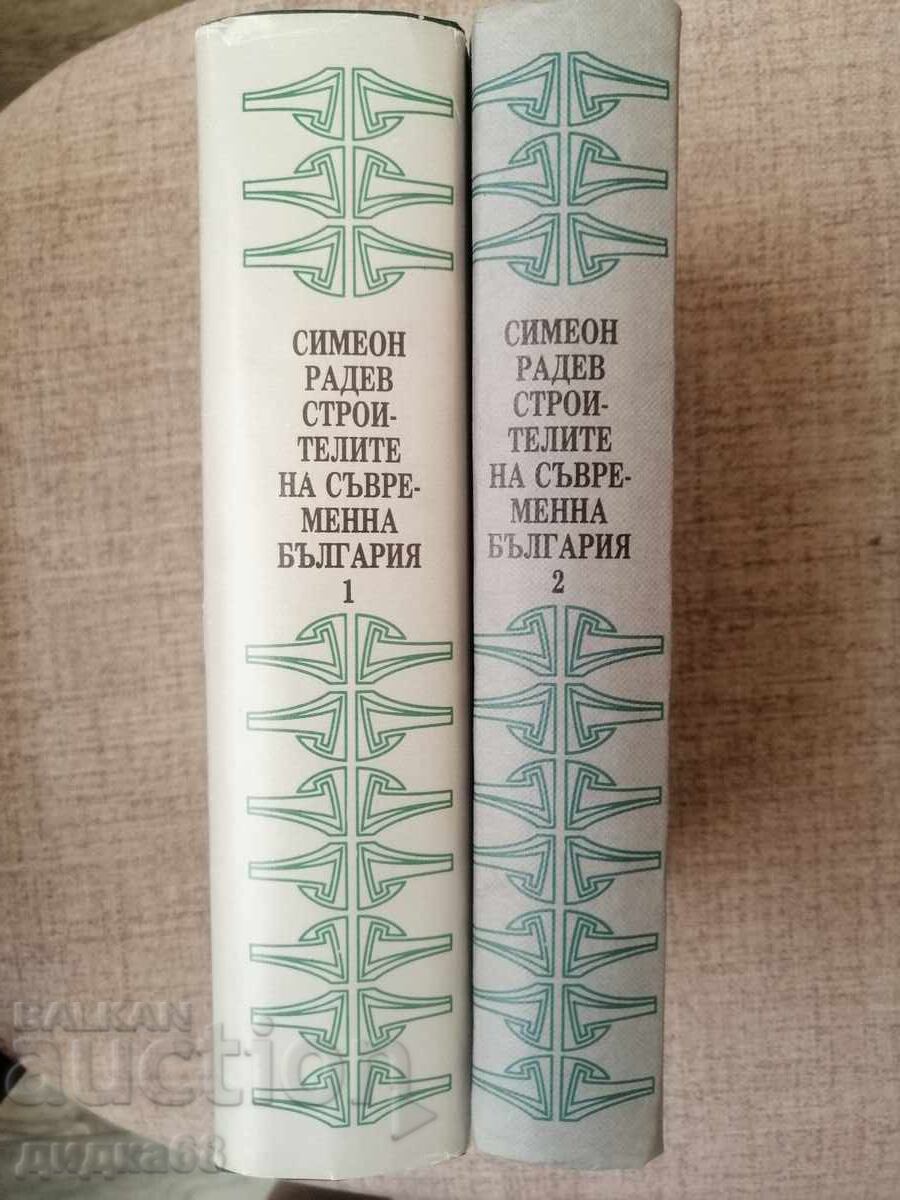 СИМЕОН
РАДЕВ
СТРОИ-
ТЕЛИТЕ
НА СЪВРЕ-
МЕННА
БЪЛГАРИЯ
1
СИМЕОН
РАДЕВ
СТРОИ-
ТЕЛИТЕ
НА СЪВРЕ-
МЕННА
БЪЛГАРИЯ
2
BALKAN
auction
дидка68